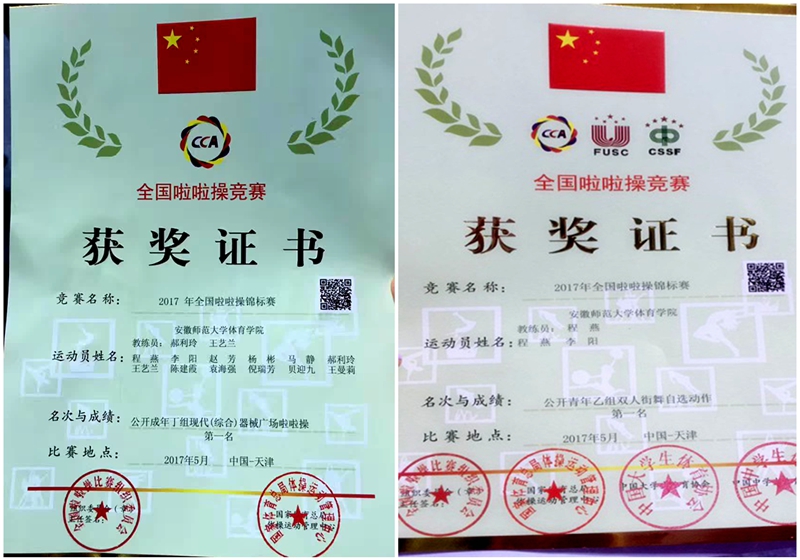 CCA
全国啦啦操竞赛
获奖证书
竞赛名称： 2017 年全国啦啦操锦标赛
安徽师范大学体育学院
教练员： 郝利玲 王艺兰
运动员姓名： 程 燕 李 阳 赵 芳 杨 彬 马 静 郝利玲
王艺兰 陈建霞 袁海强 倪瑞芳 贝迎九 王曼莉
名次与成绩： 公开成年丁组现代(综合)器械广场啦啦操
第一名
比赛地点： 2017年5月 中国-天津
CCA FUSC CSSF
全国啦啦操竞赛
获奖证书
竞赛名称： 2017年全国啦啦操锦标赛
安徽师范大学体育学院
教练员： 程 燕
运动员姓名： 程 燕 李 阳
名次与成绩： 公开青年乙组双人街舞自选动作
第一名
比赛地点： 2017年5月 中国-天津